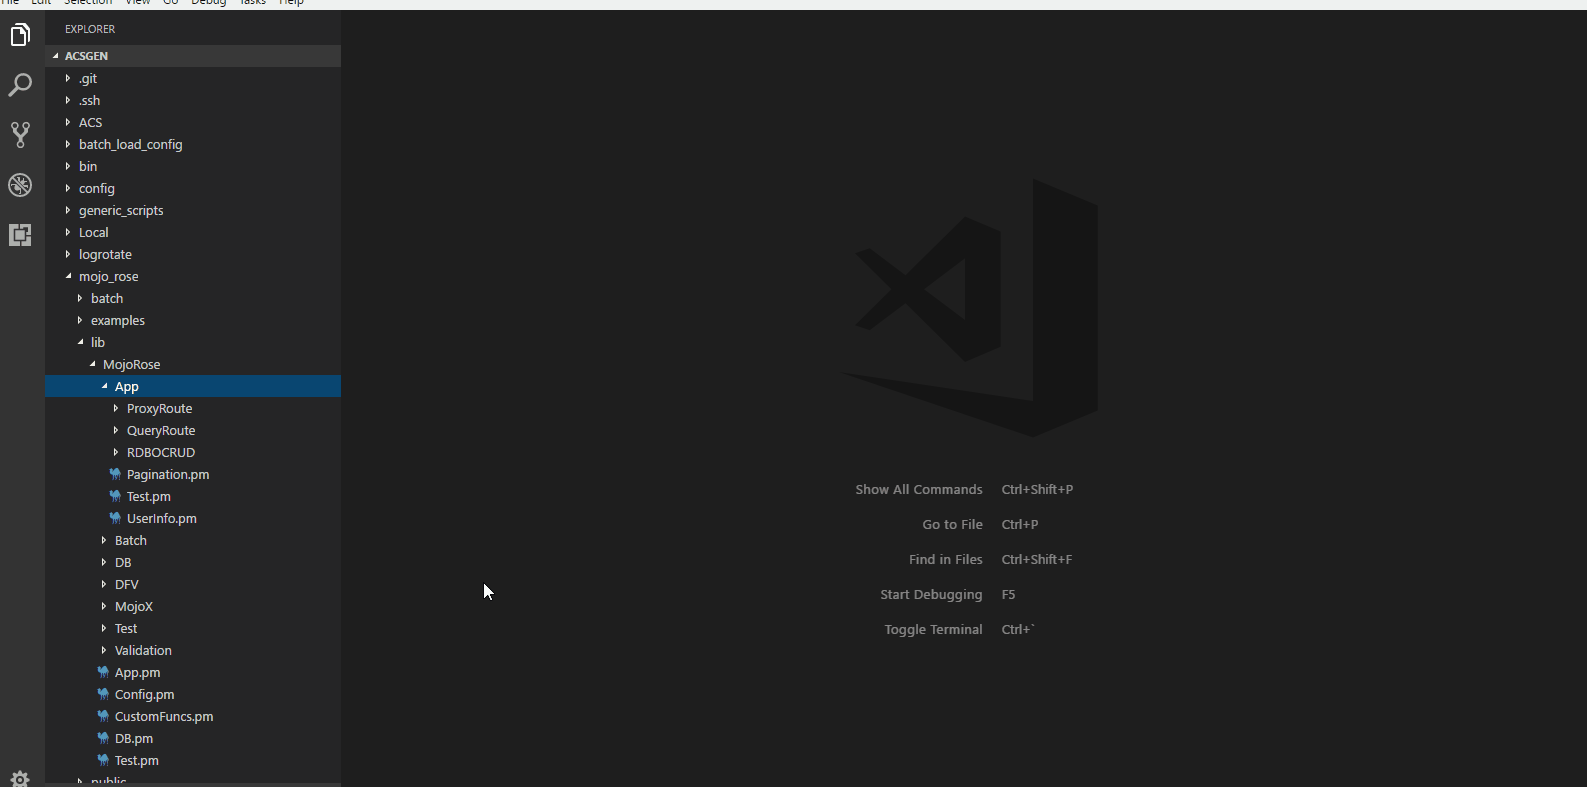 File Edit Selection View Go Debug Tasks Help
EXPLORER
ACSGEN
.git
.ssh
ACS
batch_load_config
bin
config
generic_scripts
Local
logrotate
mojo_rose
batch
examples
lib
MojoRose
App
ProxyRoute
QueryRoute
RDBOCRUD
Pagination.pm
Test.pm
UserInfo.pm
Batch
DB
DFV
MojoX
Test
Validation
App.pm
Config.pm
CustomFuncs.pm
DB.pm
Test.pm
public
Show All Commands Ctrl+Shift+P
Go to File Ctrl+P
Find in Files Ctrl+Shift+F
Start Debugging F5
Toggle Terminal Ctrl+`